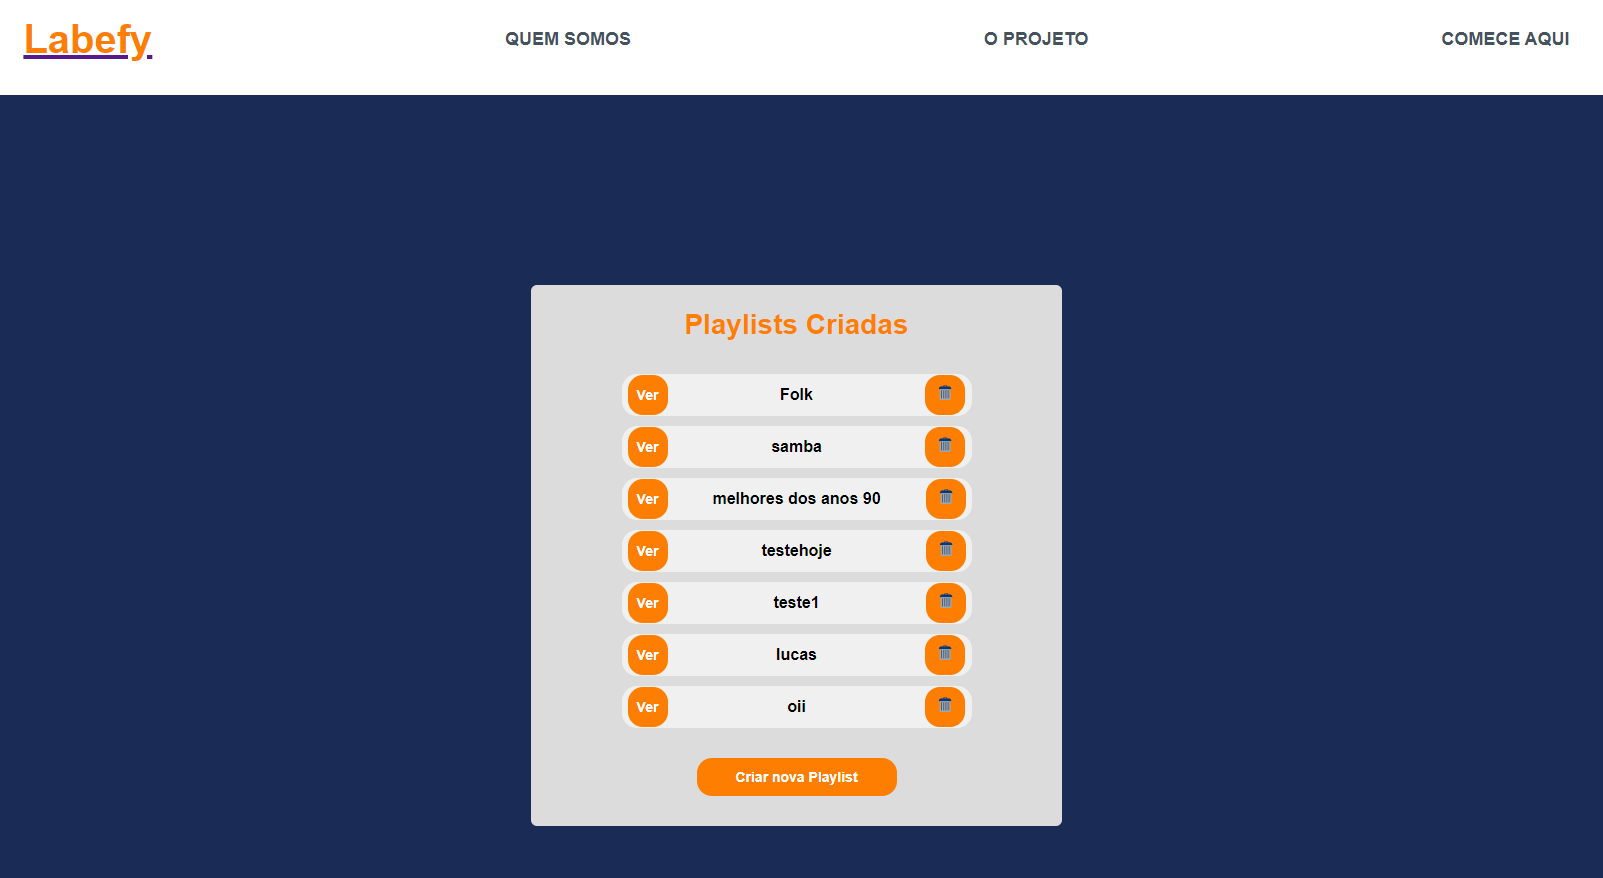 Labefy
QUEM SOMOS
O PROJETO
COMECE AQUI
Playlists Criadas
Ver Folk
Ver samba
Ver melhores dos anos 90
Ver testehoje
Ver teste1
Ver lucas
Ver oii
Criar nova Playlist